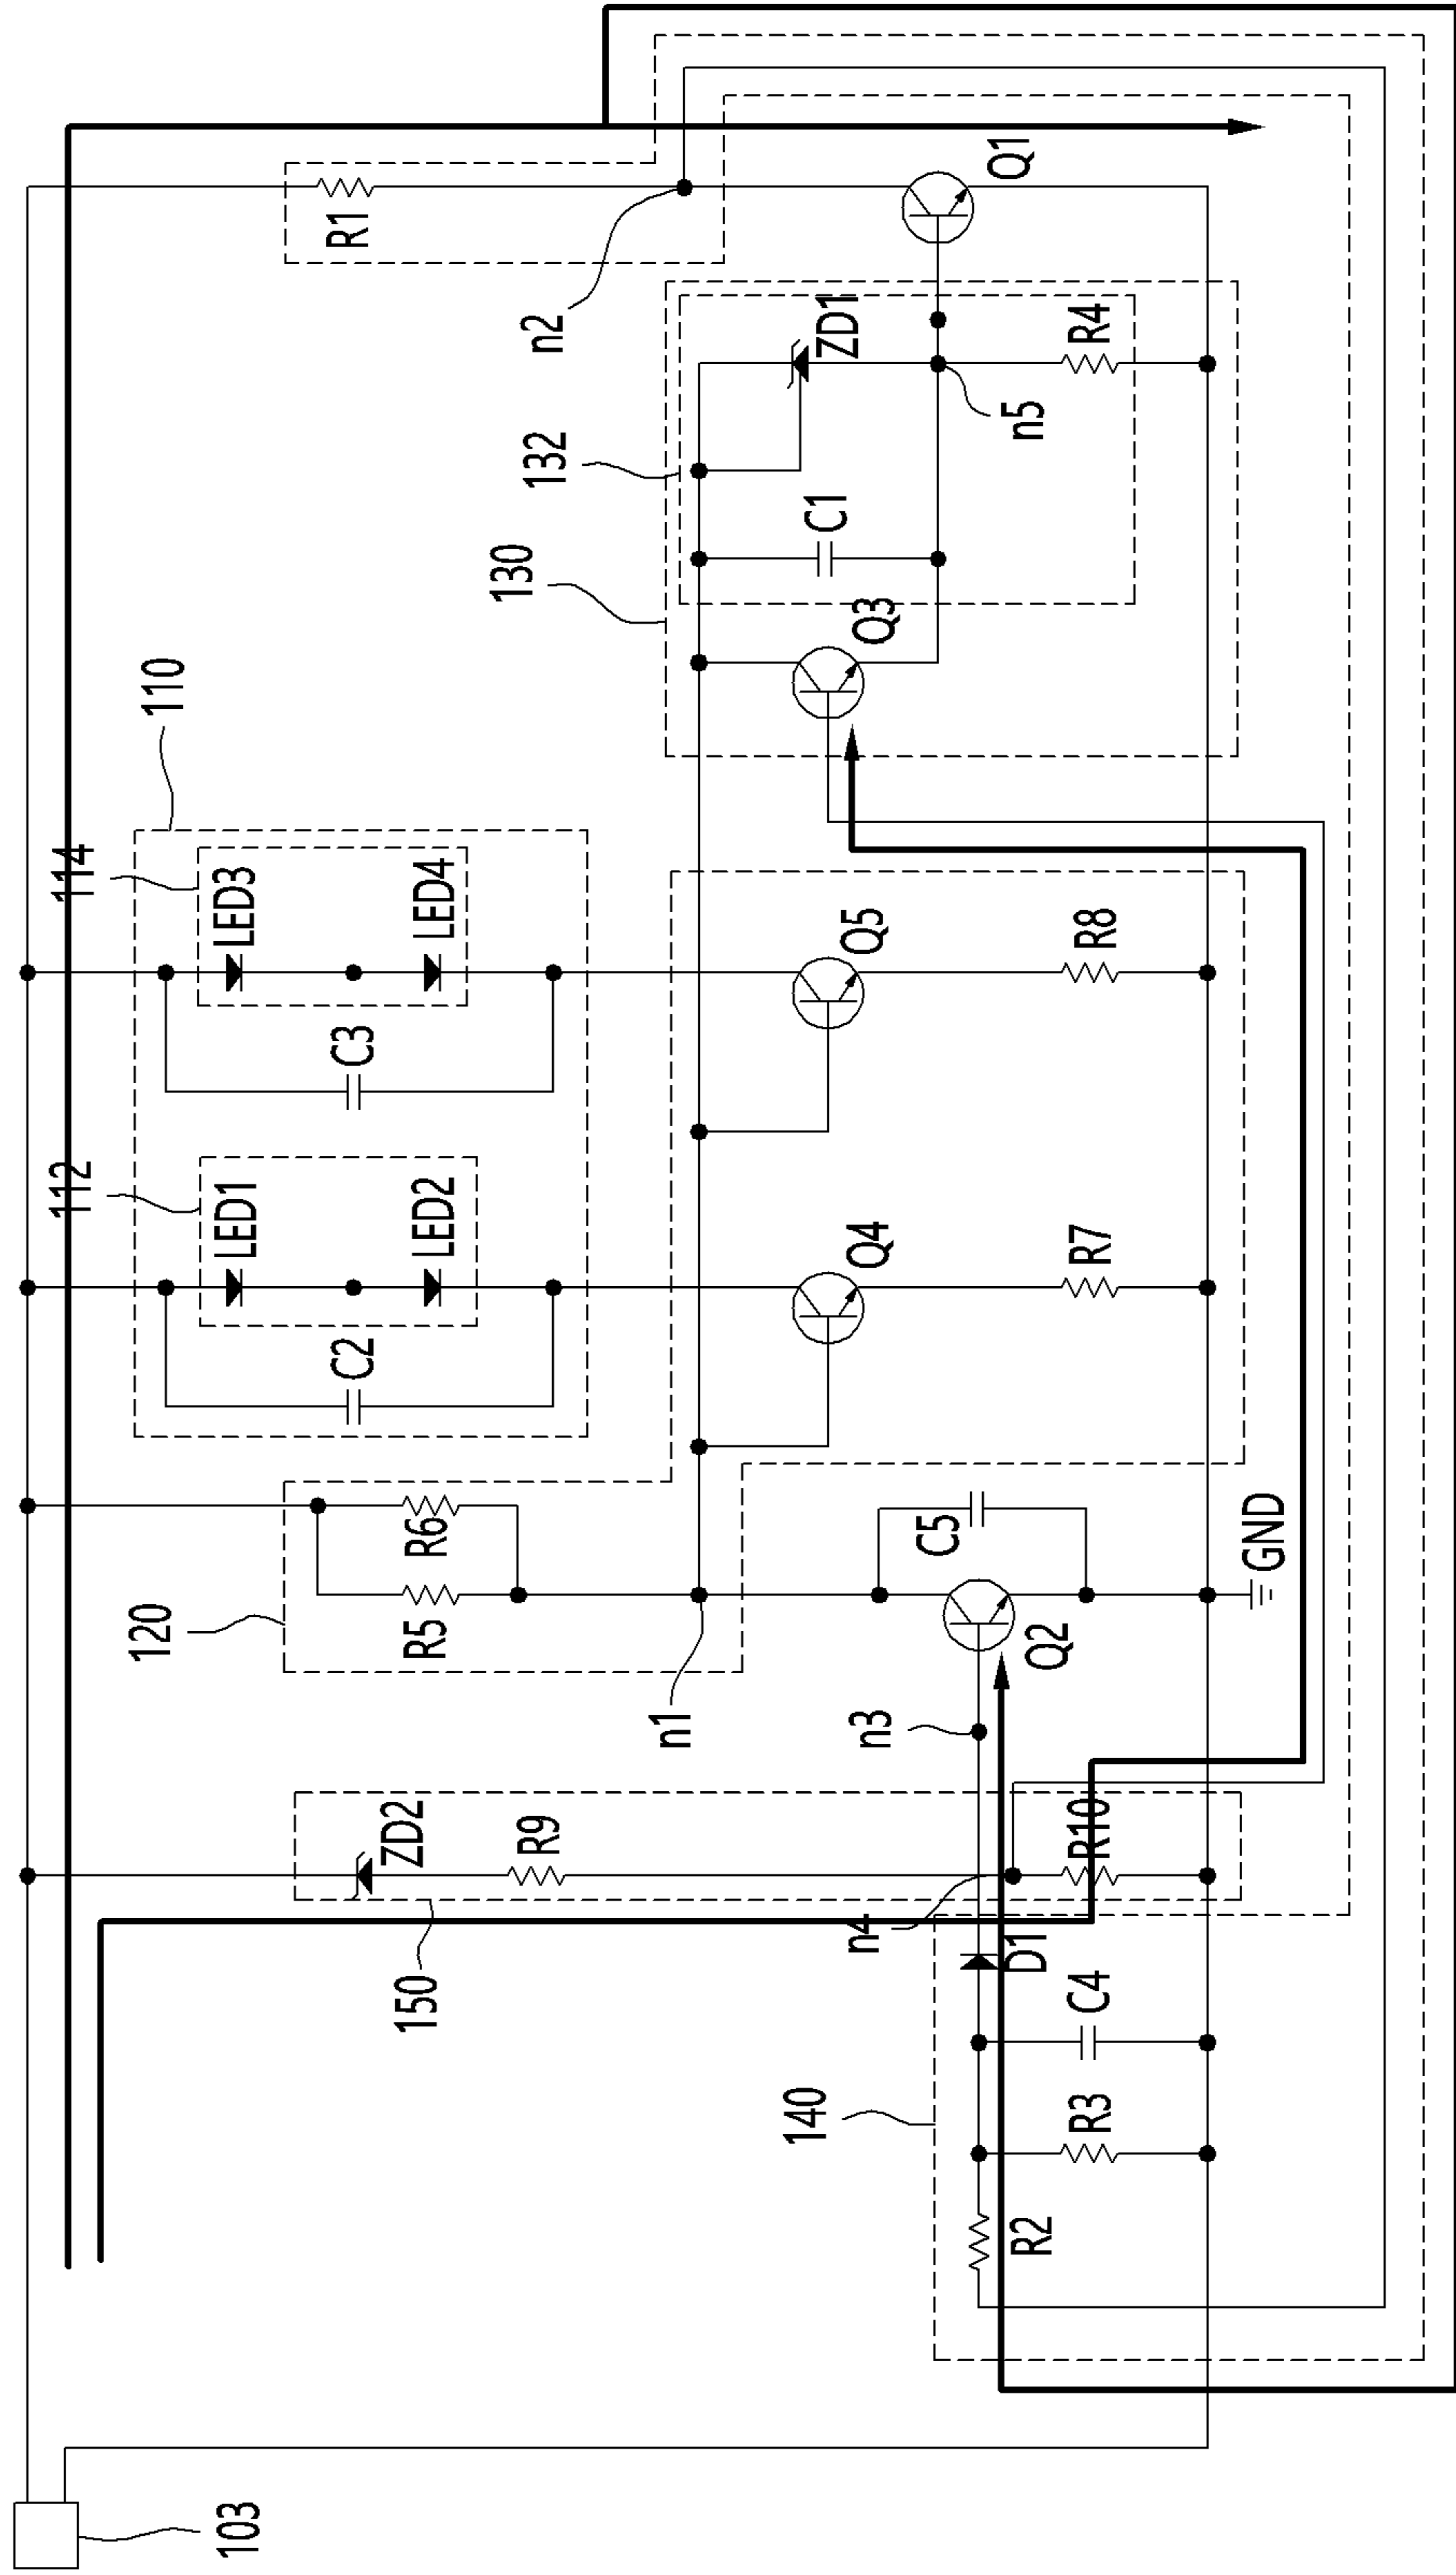 103
140
R2
R3
C4
D1
n4
150
ZD2
R9
R10
n3
n1
Q2
C5
GND
120
R5
R6
110
112
C2
LED1
LED2
Q4
R7
114
C3
LED3
LED4
Q5
R8
130
Q3
132
C1
ZD1
n5
R4
n2
R1
Q1